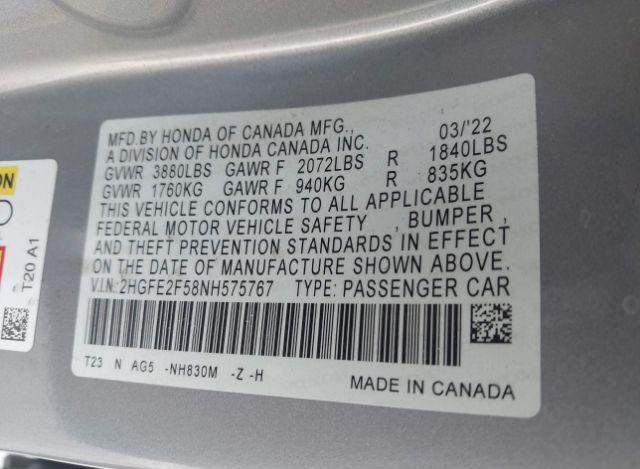 MFD.BY HONDA OF CANADA MFG., 03/'22
A DIVISION OF HONDA CANADA INC.
GVWR 3880LBS GAWR F 2072LBS R 1840LBS
GVWR 1760KG GAWR F 940KG R 835KG
THIS VEHICLE CONFORMS TO ALL APPLICABLE
FEDERAL MOTOR VEHICLE SAFETY , BUMPER ,
AND THEFT PREVENTION STANDARDS IN EFFECT
ON THE DATE OF MANUFACTURE SHOWN ABOVE.
V.I.N.:2HGFE2F58NH575767 TYPE: PASSENGER CAR
T23 N AG5 -NH830M -Z -H
MADE IN CANADA
T20 A1